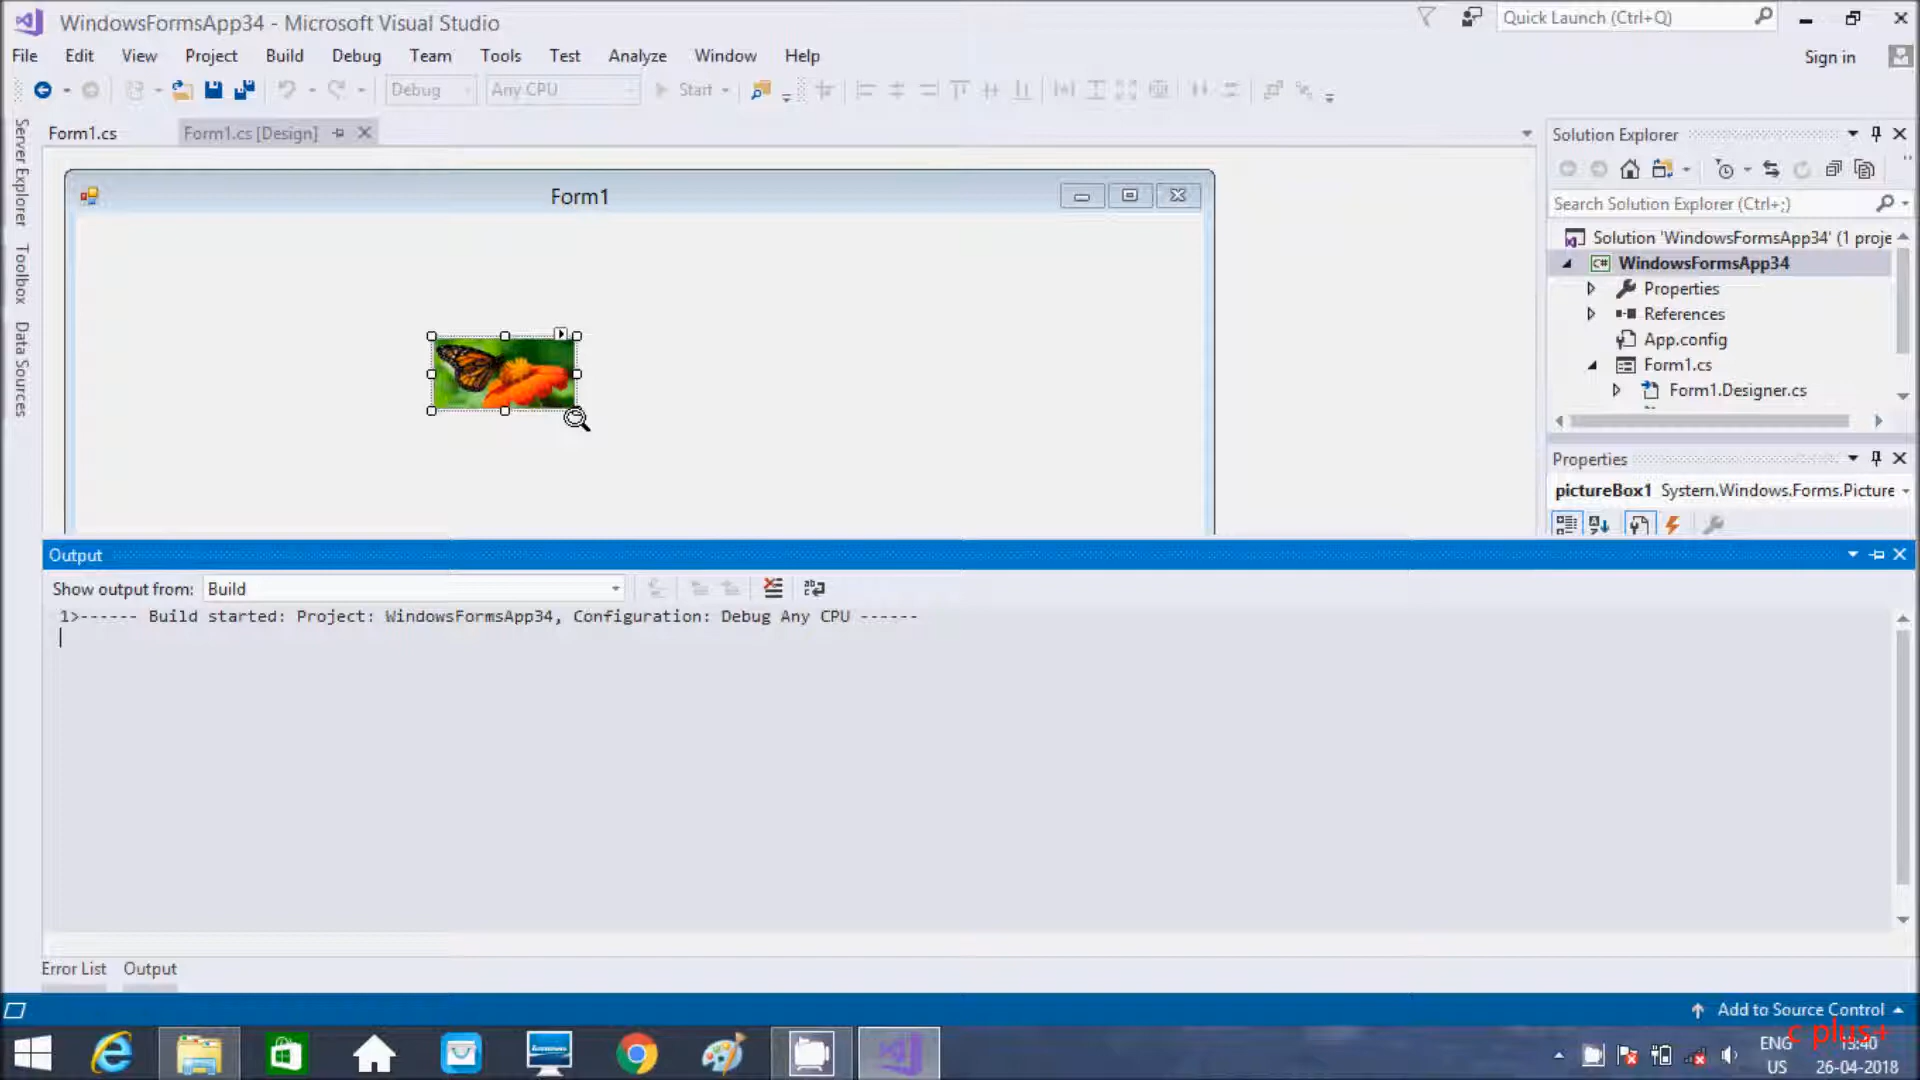 WindowsFormsApp34 - Microsoft Visual Studio
Quick Launch (Ctrl+Q)
File Edit View Project Build Debug Team Tools Test Analyze Window Help
Sign in
Debug Any CPU Start
Form1.cs Form1.cs [Design]
Server Explorer
Toolbox
Data Sources
Form1
Solution Explorer
Search Solution Explorer (Ctrl+;)
Solution 'WindowsFormsApp34' (1 proje
C# WindowsFormsApp34
Properties
References
App.config
Form1.cs
Form1.Designer.cs
Properties
pictureBox1 System.Windows.Forms.Picture
Output
Show output from: Build
1>------ Build started: Project: WindowsFormsApp34, Configuration: Debug Any CPU ------
Error List Output
Add to Source Control
c plus+
ENG 13:40
US 26-04-2018